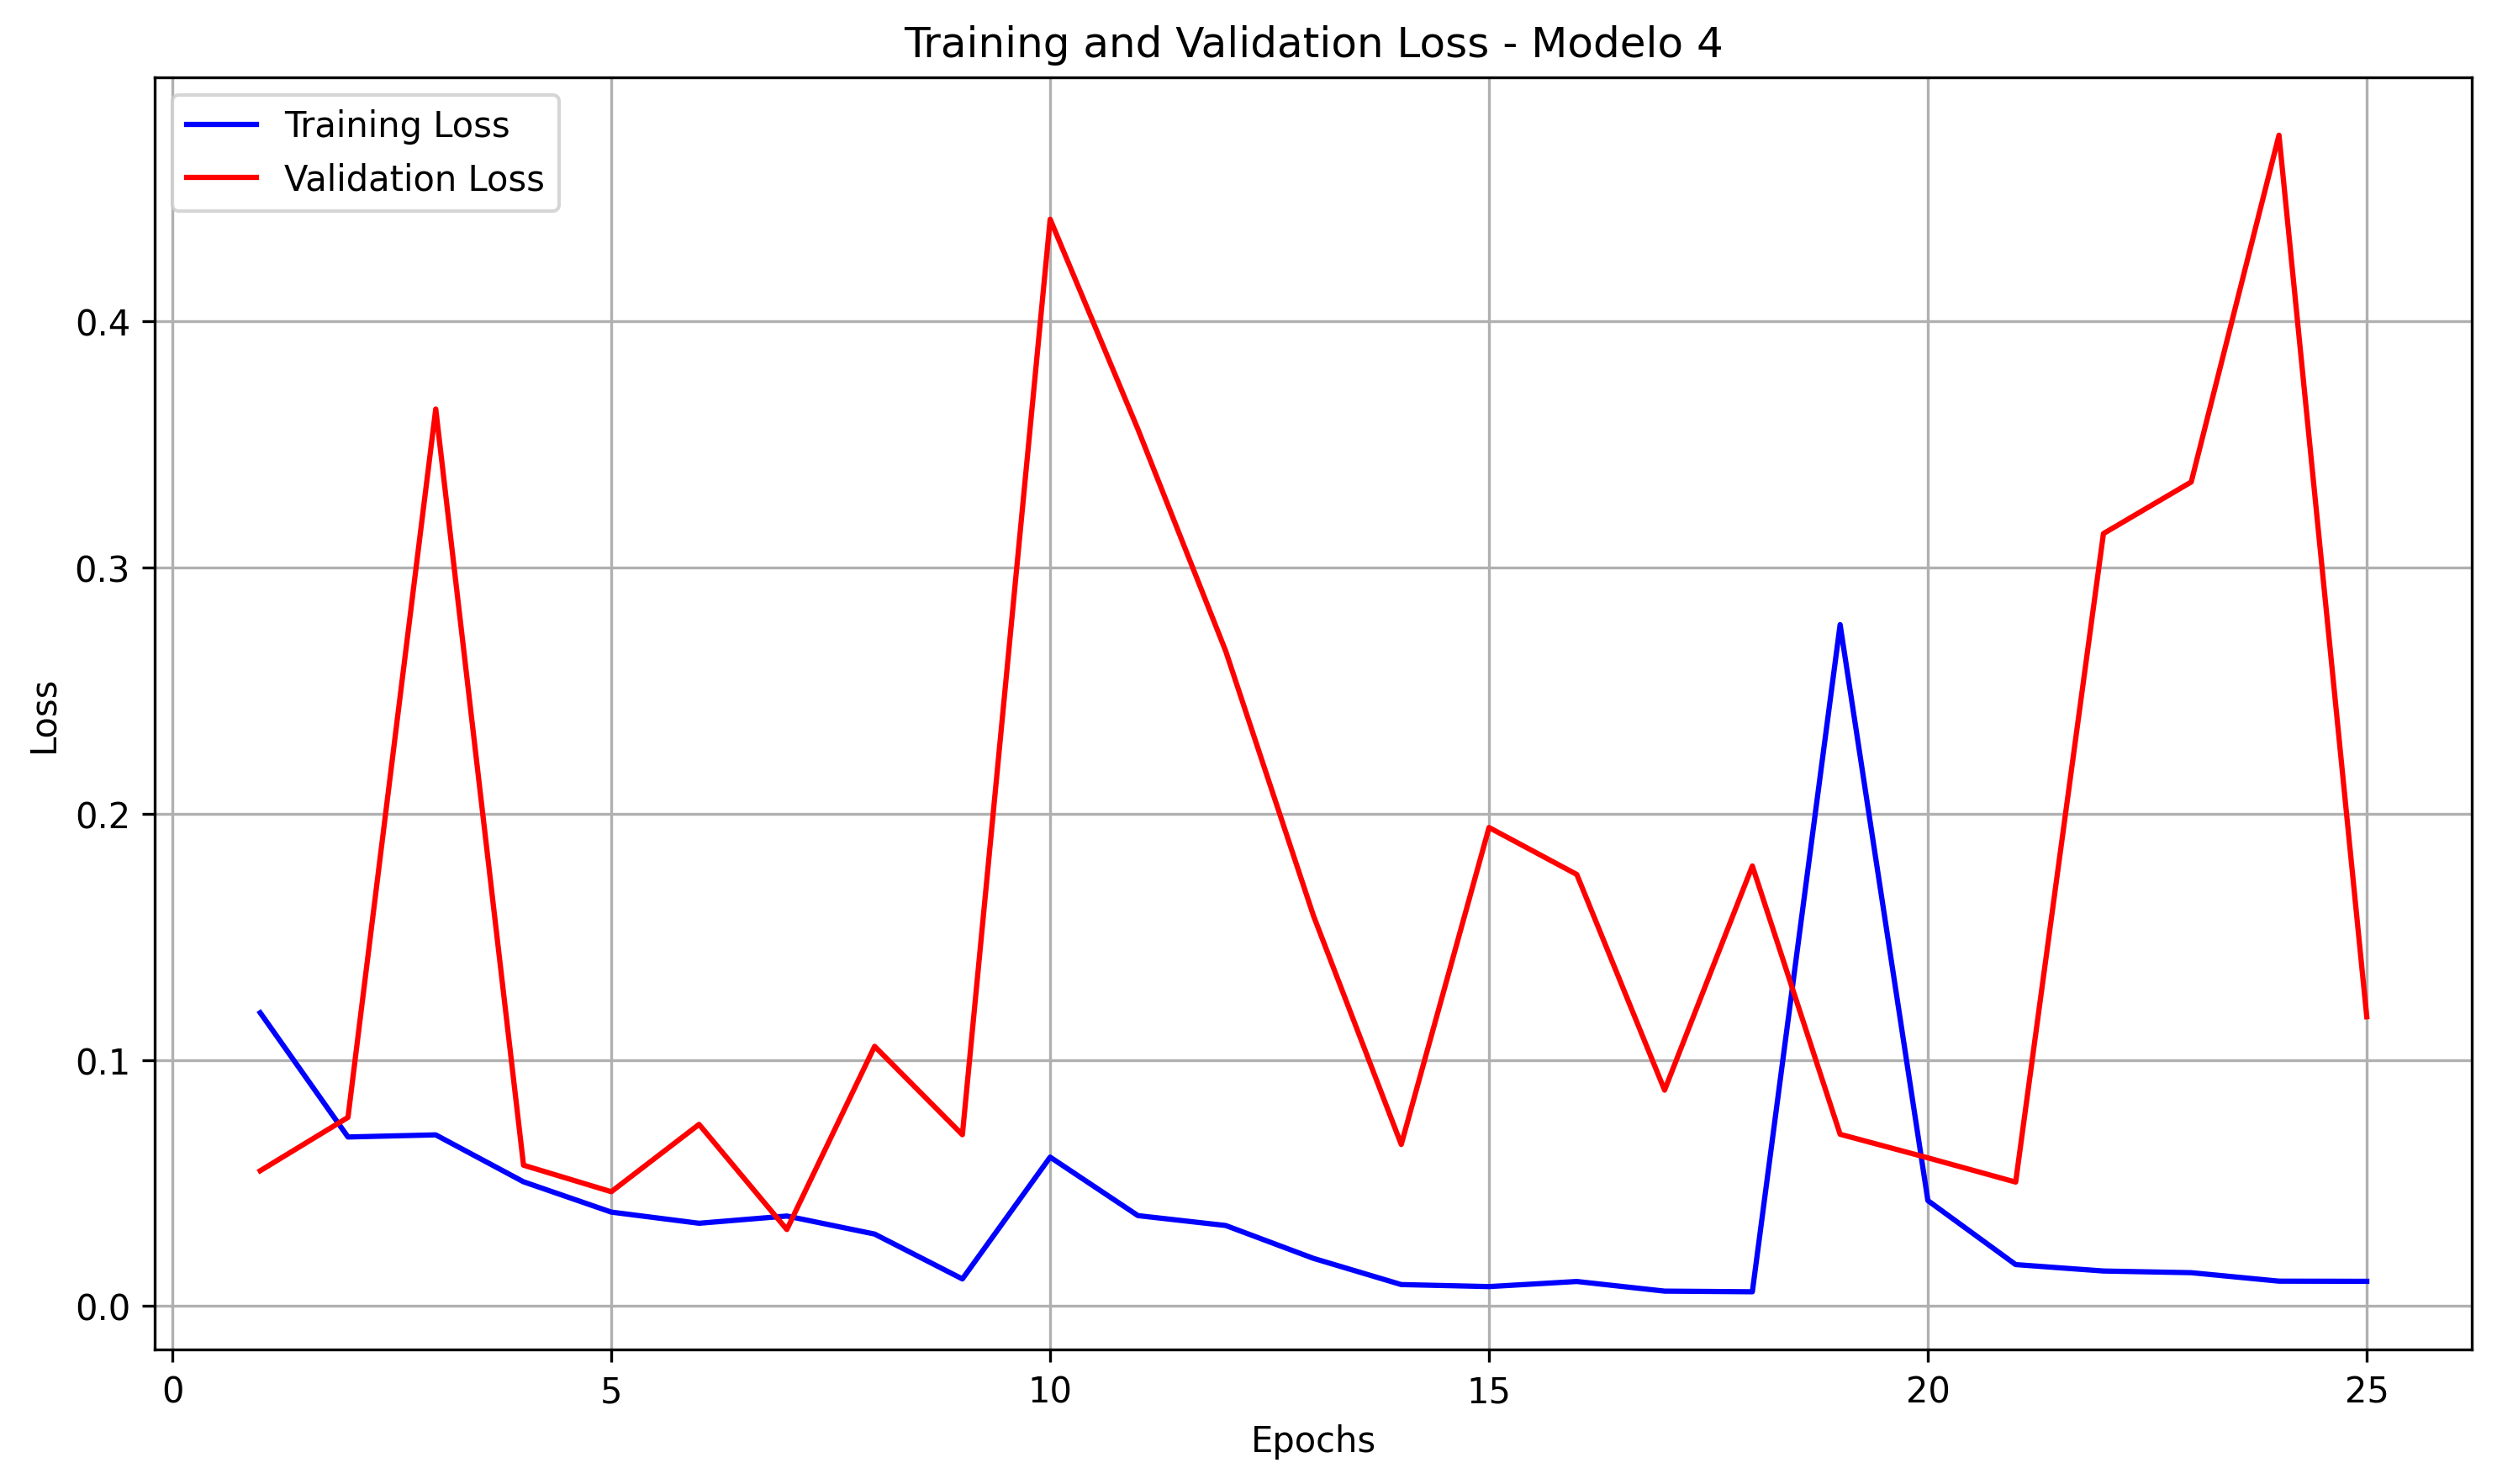 Training and Validation Loss - Modelo 4
Training Loss
Validation Loss
Loss
0.4
0.3
0.2
0.1
0.0
0 5 10 15 20 25
Epochs